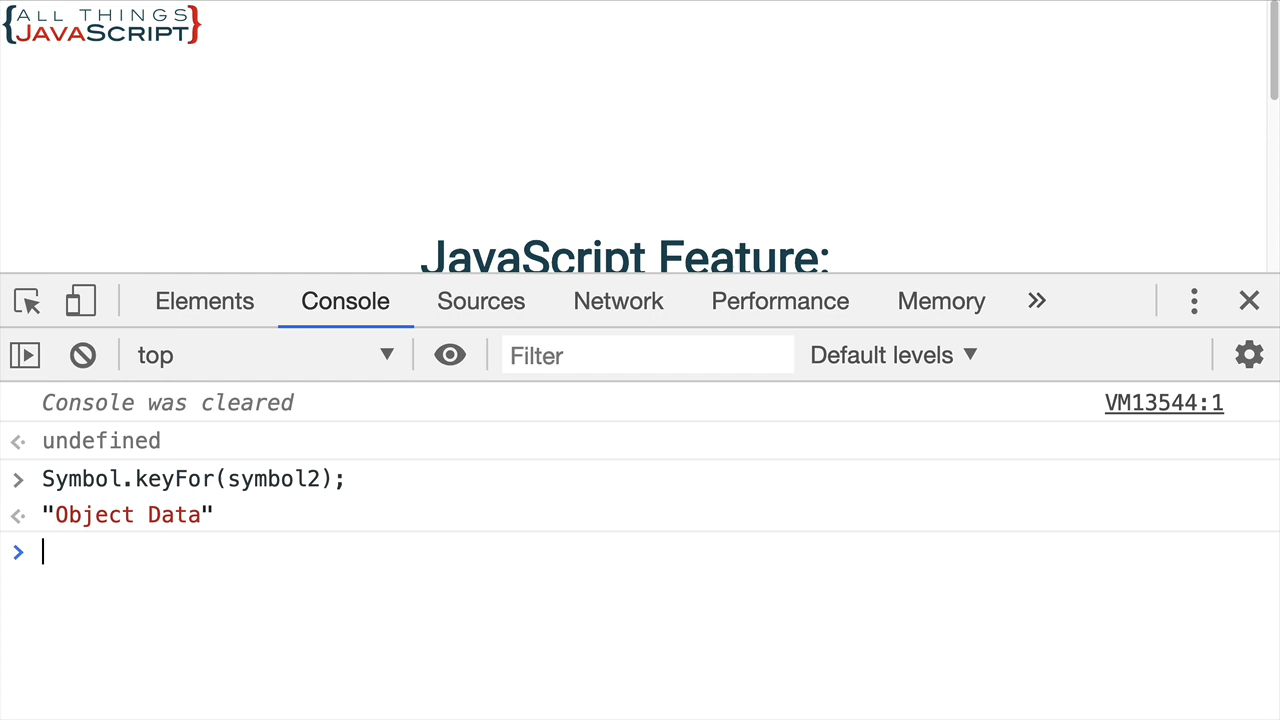 {ALL THINGS
JAVASCRIPT}
JavaScript Feature:
Elements Console Sources Network Performance Memory »
top ▼ Filter Default levels ▼
Console was cleared VM13544:1
undefined
> Symbol.keyFor(symbol2);
"Object Data"
>